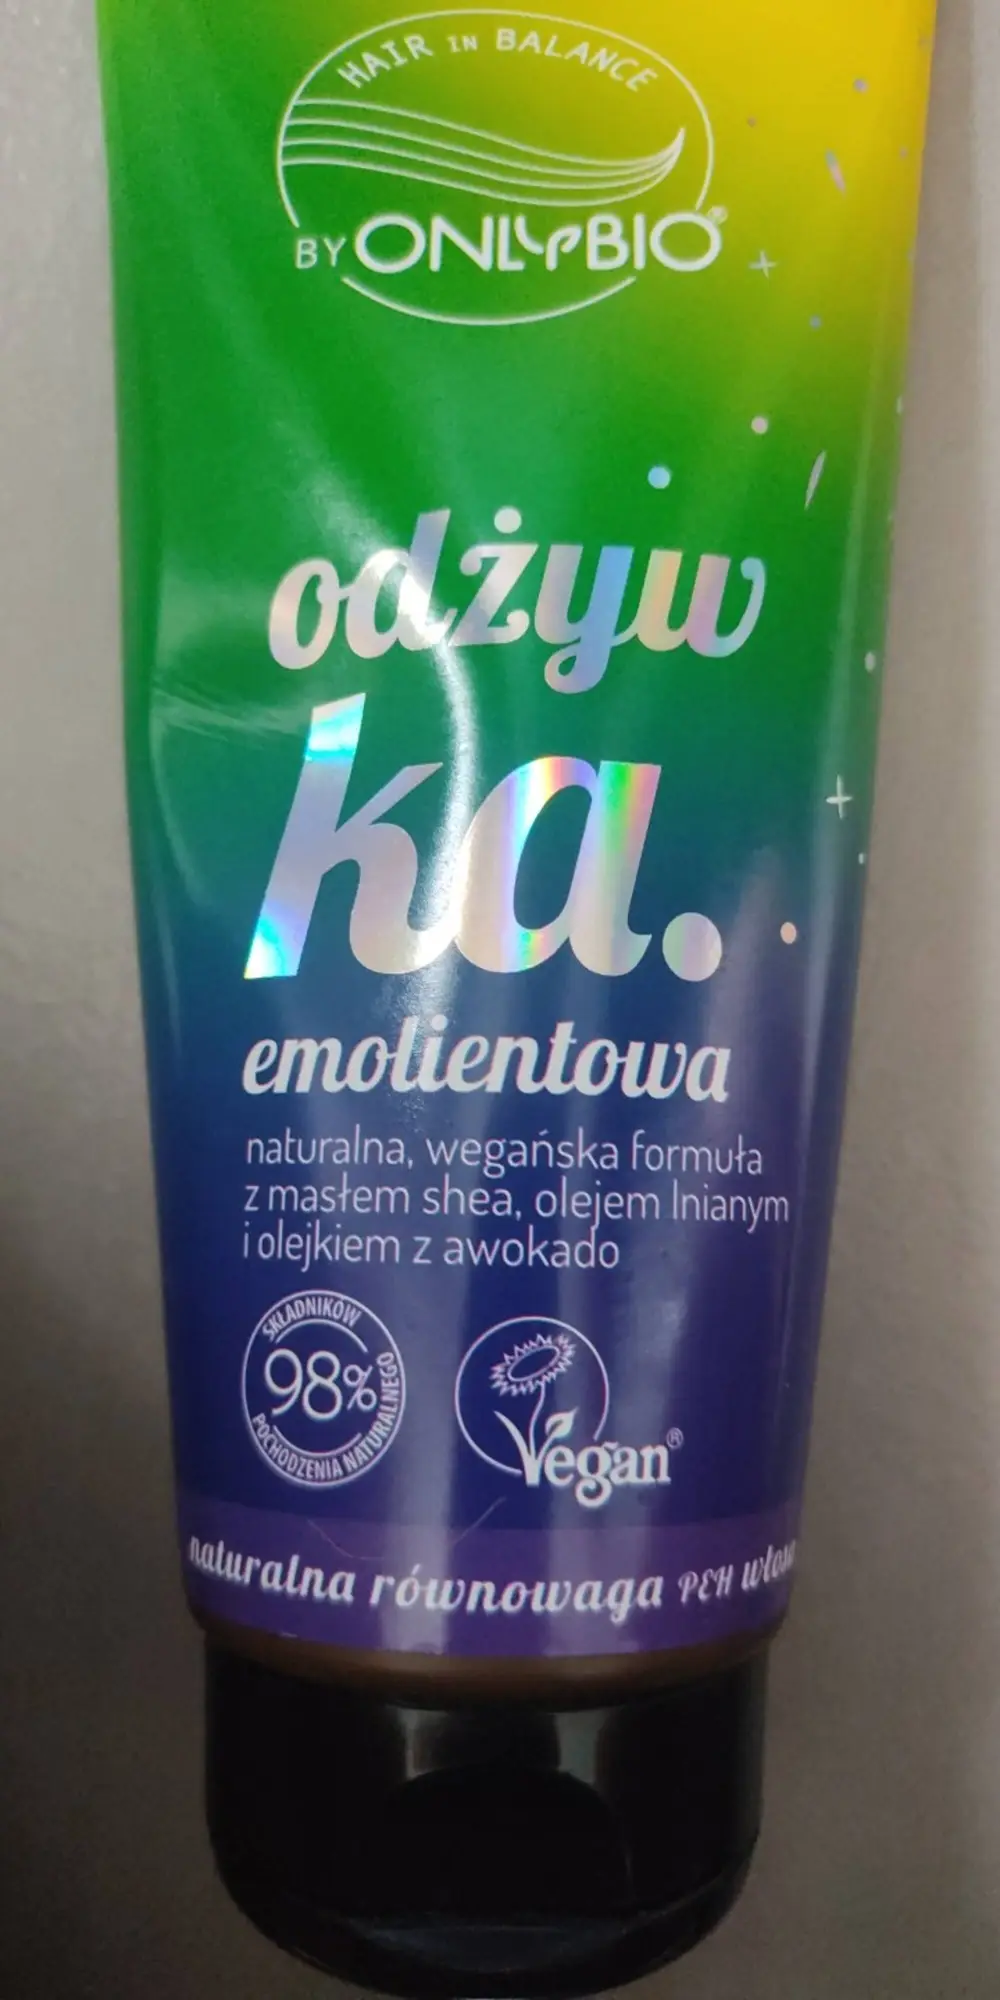 HAIR IN BALANCE
BY ONLYBIO®
odżyw
ka.
emolientowa
naturalna, wegańska formuła
z masłem shea, olejem lnianym
i olejkiem z awokado
SKŁADNIKÓW
98%
POCHODZENIA NATURALNEGO
Vegan®
naturalna równowaga PEH